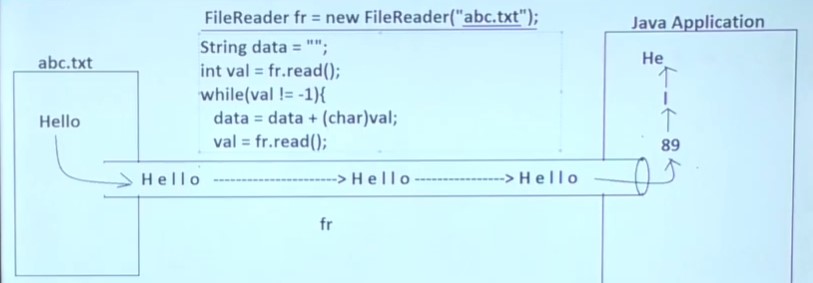 FileReader fr = new FileReader("abc.txt");
Java Application
String data = "";
int val = fr.read();
while(val != -1){
data = data + (char)val;
val = fr.read();
abc.txt
Hello
He
l
89
Hello --------------------> Hello --------------> Hello
fr